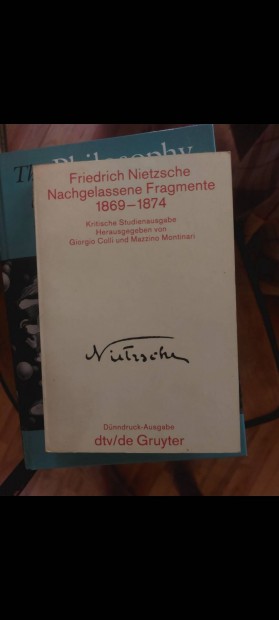 The Philosophy
Friedrich Nietzsche
Nachgelassene Fragmente
1869–1874
Kritische Studienausgabe
Herausgegeben von
Giorgio Colli und Mazzino Montinari
Nietzsche
Dünndruck-Ausgabe
dtv/de Gruyter